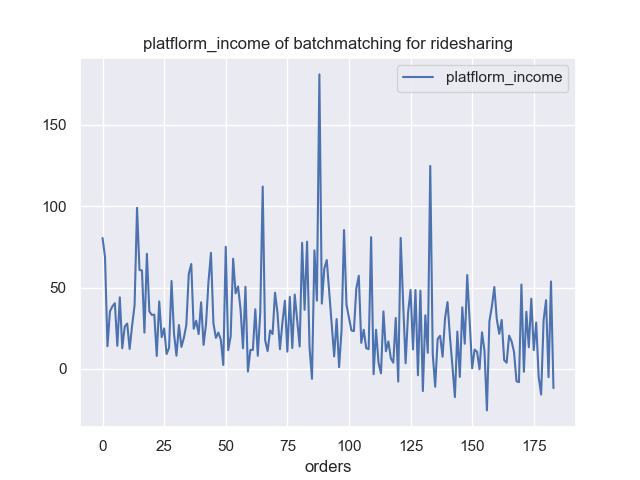 platflorm_income of batchmatching for ridesharing
platflorm_income
150
100
50
0
0 25 50 75 100 125 150 175
orders